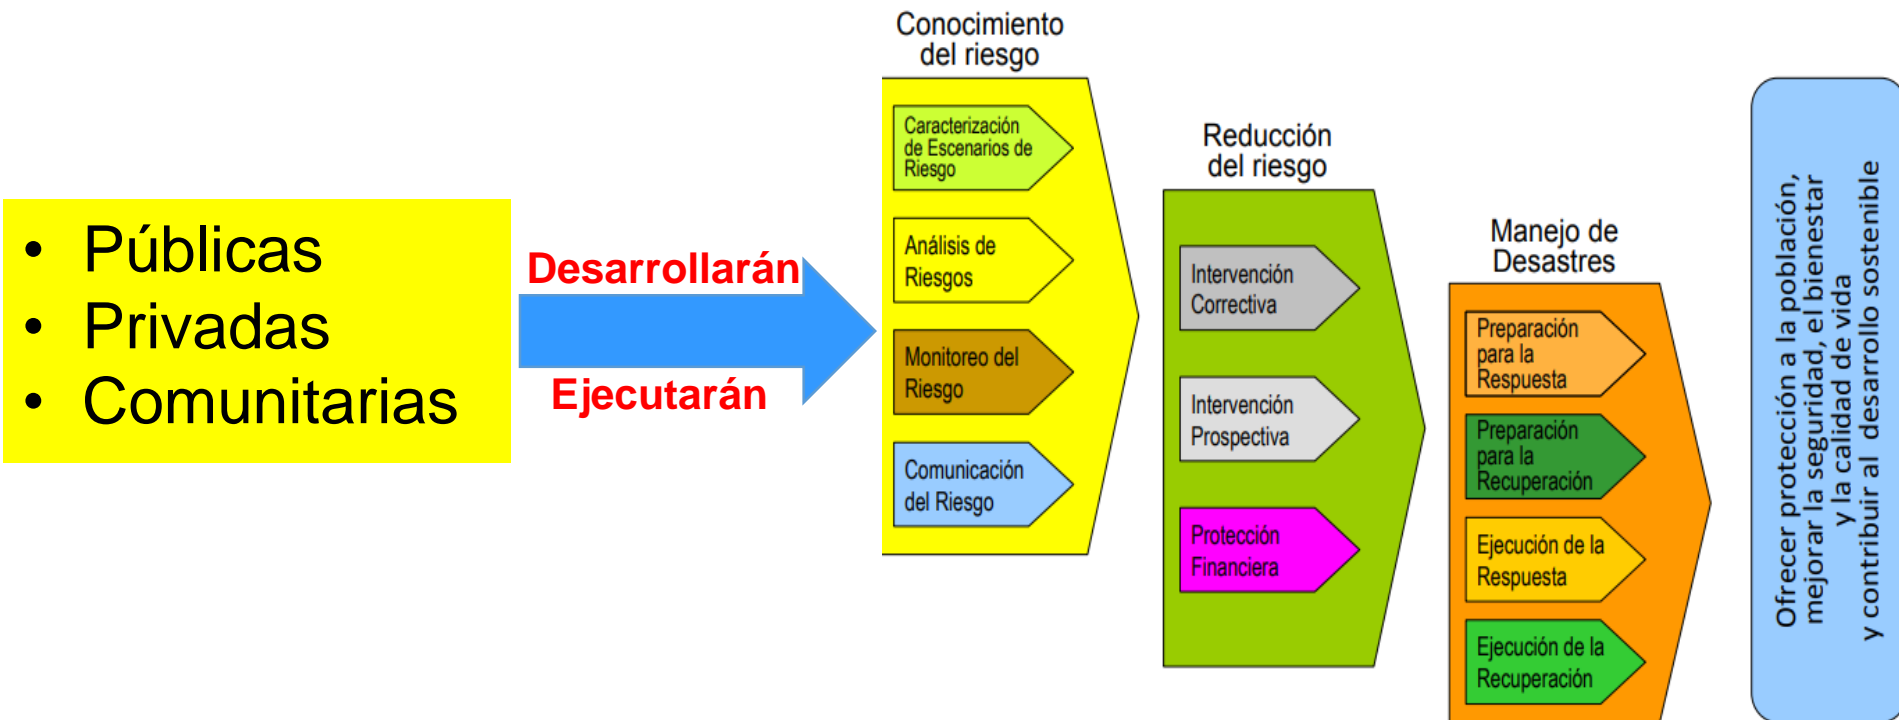 • Públicas
• Privadas
• Comunitarias
Desarrollarán
Ejecutarán
Conocimiento
del riesgo
Caracterización
de Escenarios de
Riesgo
Análisis de
Riesgos
Monitoreo del
Riesgo
Comunicación
del Riesgo
Reducción
del riesgo
Intervención
Correctiva
Intervención
Prospectiva
Protección
Financiera
Manejo de
Desastres
Preparación
para la
Respuesta
Preparación
para la
Recuperación
Ejecución de la
Respuesta
Ejecución de la
Recuperación
Ofrecer protección a la población,
mejorar la seguridad, el bienestar
y la calidad de vida
y contribuir al desarrollo sostenible